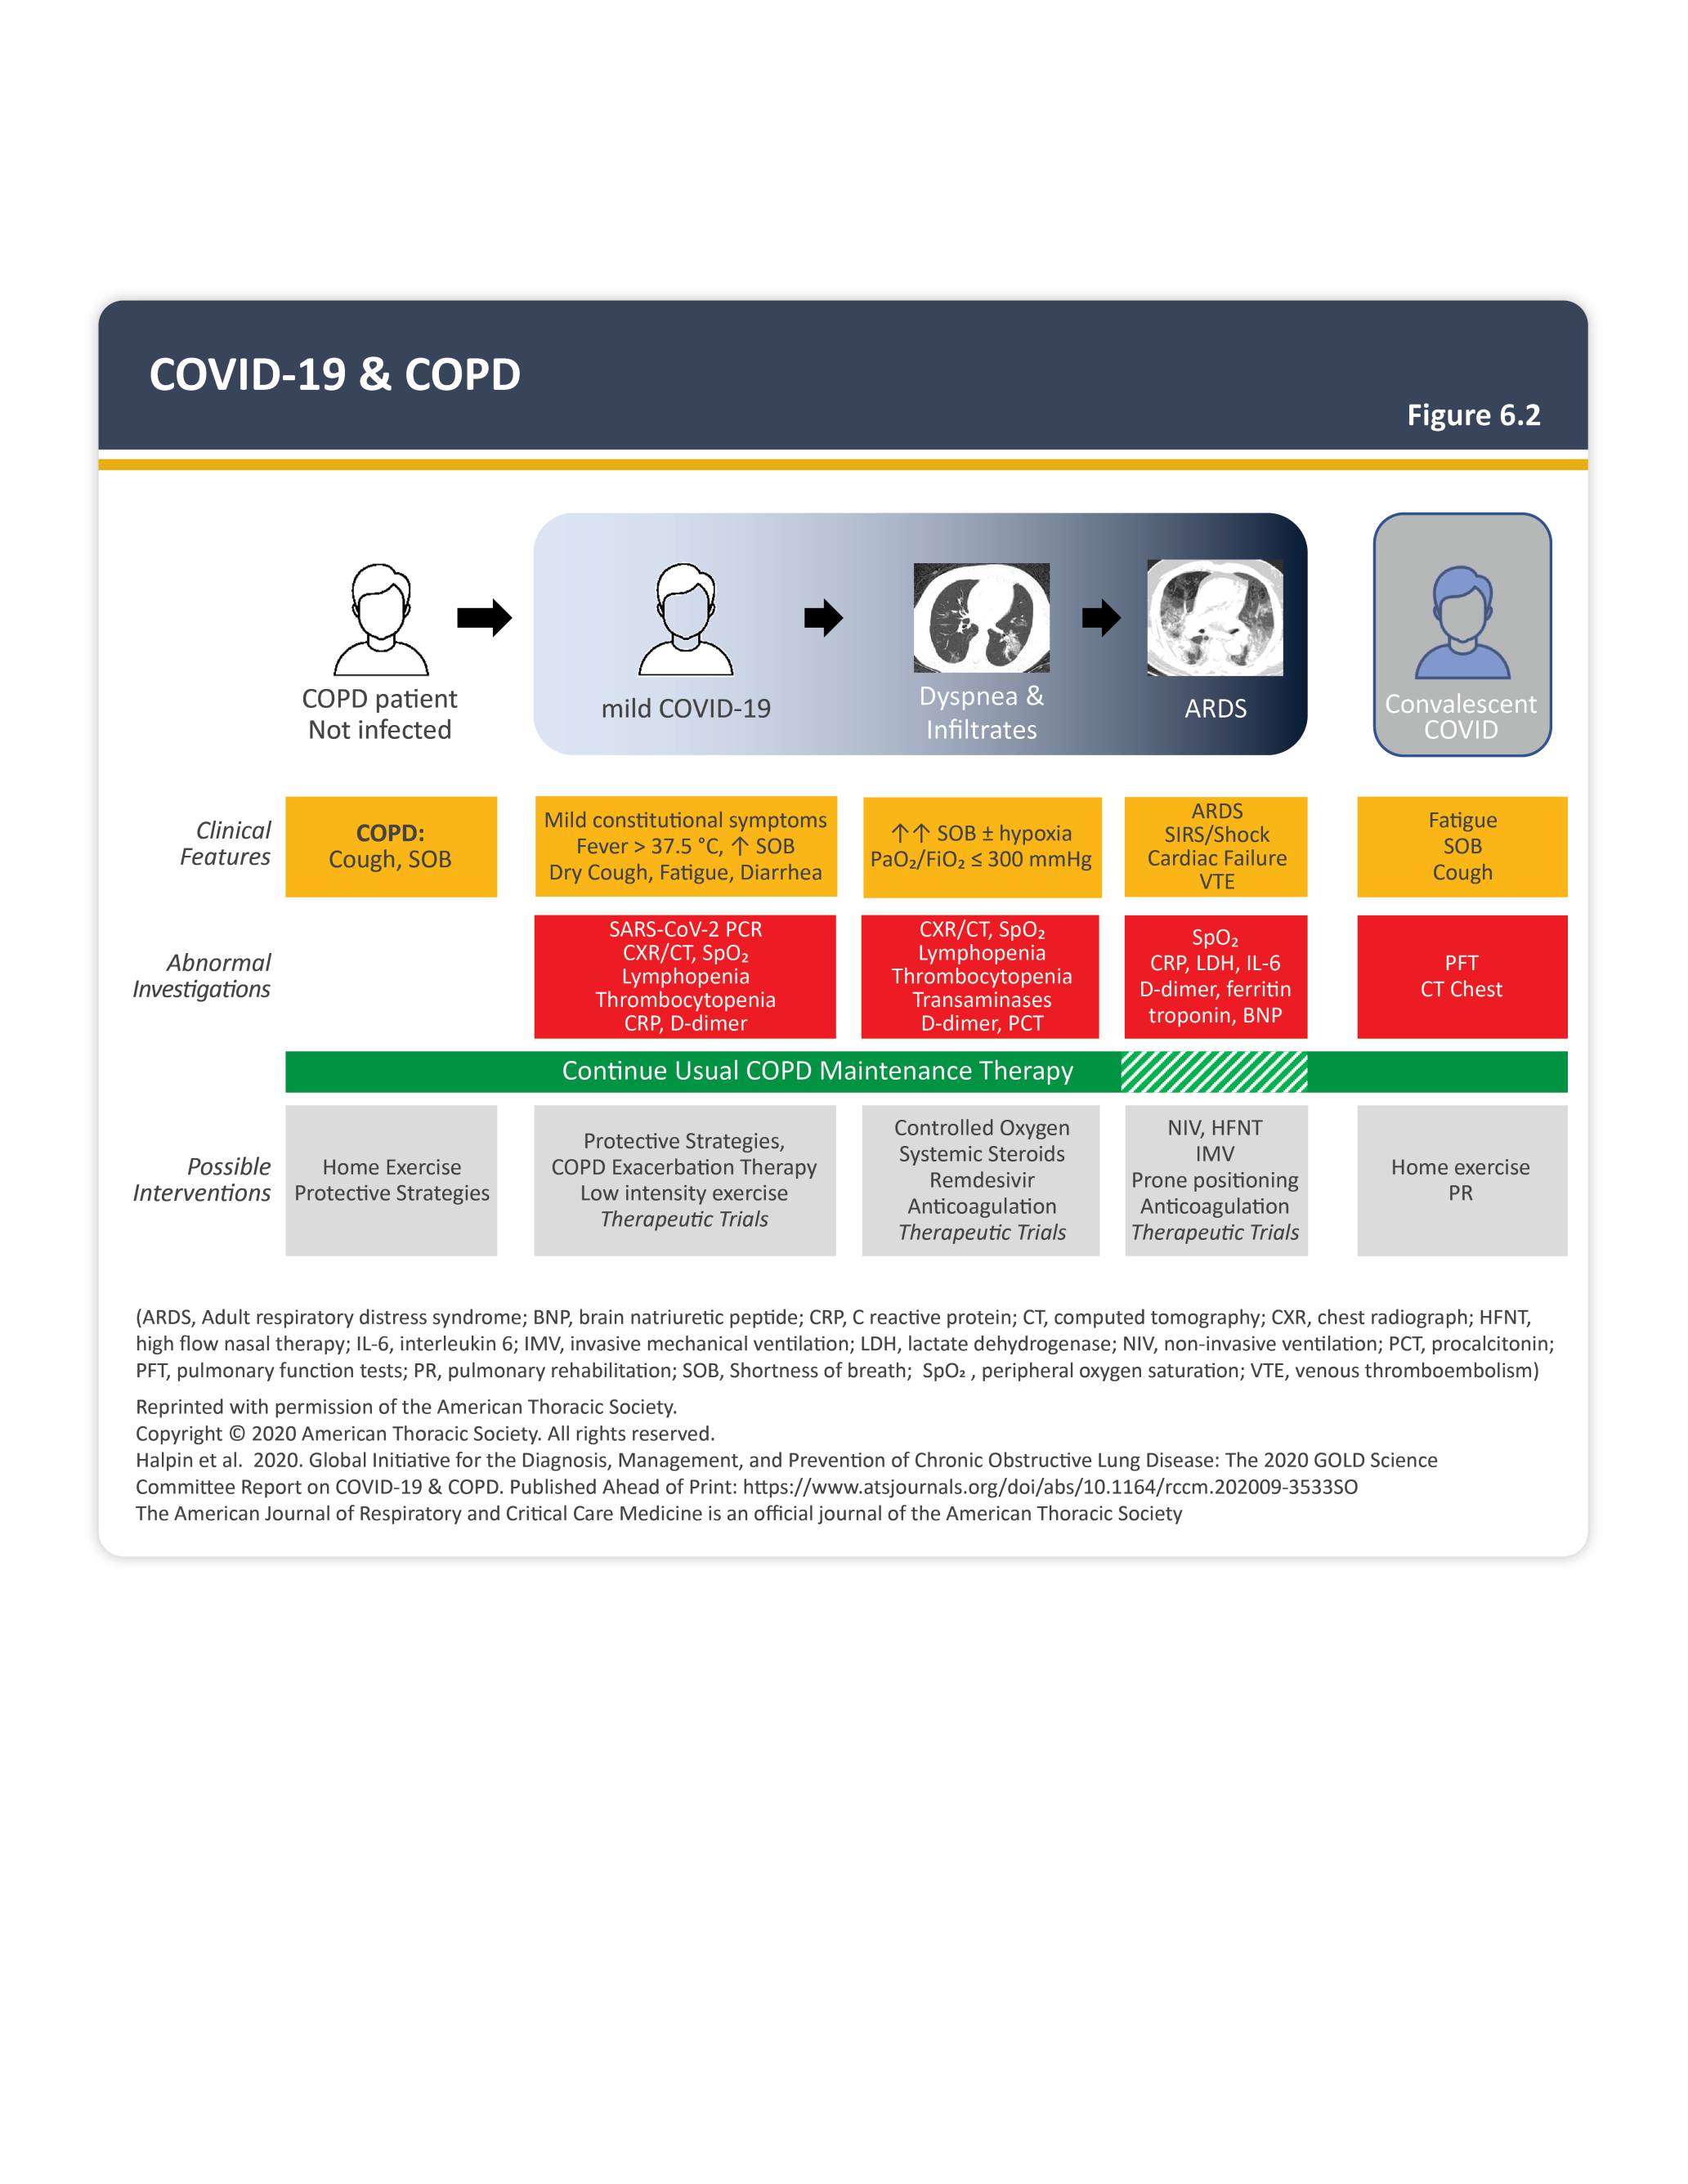 COVID-19 & COPD
Figure 6.2
COPD patient
Not infected
mild COVID-19
Dyspnea &
Infiltrates
ARDS
Convalescent
COVID
Clinical
Features
COPD:
Cough, SOB
Mild constitutional symptoms
Fever > 37.5 °C, ↑ SOB
Dry Cough, Fatigue, Diarrhea
↑↑ SOB ± hypoxia
PaO₂/FiO₂ ≤ 300 mmHg
ARDS
SIRS/Shock
Cardiac Failure
VTE
Fatigue
SOB
Cough
Abnormal
Investigations
SARS-CoV-2 PCR
CXR/CT, SpO₂
Lymphopenia
Thrombocytopenia
CRP, D-dimer
CXR/CT, SpO₂
Lymphopenia
Thrombocytopenia
Transaminases
D-dimer, PCT
SpO₂
CRP, LDH, IL-6
D-dimer, ferritin
troponin, BNP
PFT
CT Chest
Continue Usual COPD Maintenance Therapy
Possible
Interventions
Home Exercise
Protective Strategies
Protective Strategies,
COPD Exacerbation Therapy
Low intensity exercise
Therapeutic Trials
Controlled Oxygen
Systemic Steroids
Remdesivir
Anticoagulation
Therapeutic Trials
NIV, HFNT
IMV
Prone positioning
Anticoagulation
Therapeutic Trials
Home exercise
PR
(ARDS, Adult respiratory distress syndrome; BNP, brain natriuretic peptide; CRP, C reactive protein; CT, computed tomography; CXR, chest radiograph; HFNT,
high flow nasal therapy; IL-6, interleukin 6; IMV, invasive mechanical ventilation; LDH, lactate dehydrogenase; NIV, non-invasive ventilation; PCT, procalcitonin;
PFT, pulmonary function tests; PR, pulmonary rehabilitation; SOB, Shortness of breath;  SpO₂ , peripheral oxygen saturation; VTE, venous thromboembolism)
Reprinted with permission of the American Thoracic Society.
Copyright © 2020 American Thoracic Society. All rights reserved.
Halpin et al.  2020. Global Initiative for the Diagnosis, Management, and Prevention of Chronic Obstructive Lung Disease: The 2020 GOLD Science
Committee Report on COVID-19 & COPD. Published Ahead of Print: https://www.atsjournals.org/doi/abs/10.1164/rccm.202009-3533SO
The American Journal of Respiratory and Critical Care Medicine is an official journal of the American Thoracic Society